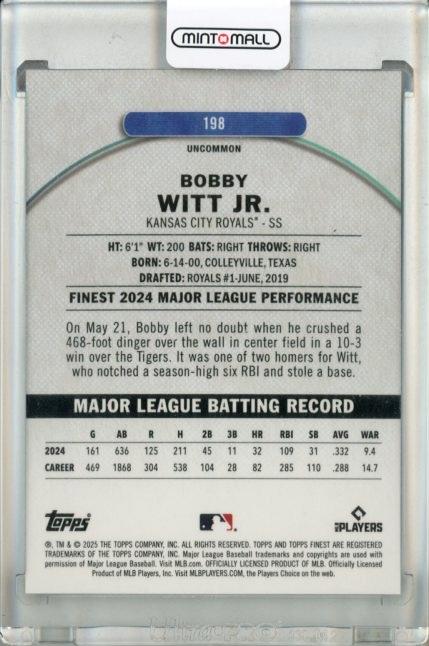 MINT MALL
198
UNCOMMON
BOBBY
WITT JR.
KANSAS CITY ROYALS® - SS
HT: 6'1" WT: 200 BATS: RIGHT THROWS: RIGHT
BORN: 6-14-00, COLLEYVILLE, TEXAS
DRAFTED: ROYALS #1-JUNE, 2019
FINEST 2024 MAJOR LEAGUE PERFORMANCE
On May 21, Bobby left no doubt when he crushed a
468-foot dinger over the wall in center field in a 10-3
win over the Tigers. It was one of two homers for Witt,
who notched a season-high six RBI and stole a base.
MAJOR LEAGUE BATTING RECORD
G AB R H 2B 3B HR RBI SB AVG WAR
2024 161 636 125 211 45 11 32 109 31 .332 9.4
CAREER 469 1868 304 538 104 28 82 285 110 .288 14.7
topps® PLAYERS
®, TM & © 2025 THE TOPPS COMPANY, INC. ALL RIGHTS RESERVED. TOPPS AND TOPPS FINEST ARE REGISTERED
TRADEMARKS OF THE TOPPS COMPANY, INC. Major League Baseball trademarks and copyrights are used with
permission of Major League Baseball. Visit MLB.com. OFFICIALLY LICENSED PRODUCT OF MLB. Officially Licensed
Product of MLB Players, Inc. Visit MLBPLAYERS.COM, the Players Choice on the web.
Ultra PRO